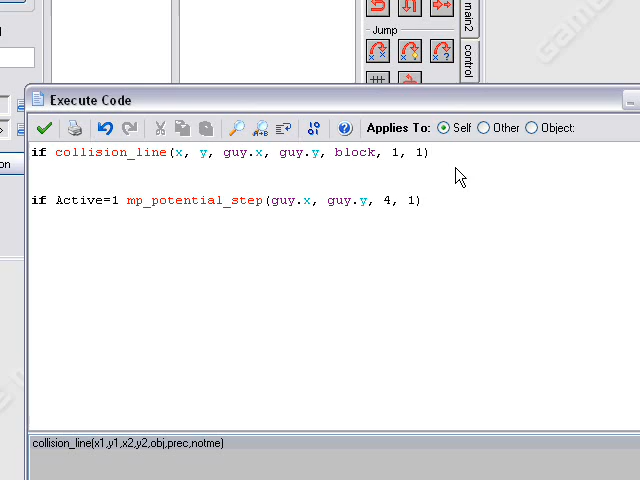 Jump
main2
control
Execute Code
Applies To: Self Other Object:
if collision_line(x, y, guy.x, guy.y, block, 1, 1)
if Active=1 mp_potential_step(guy.x, guy.y, 4, 1)
on
collision_line(x1,y1,x2,y2,obj,prec,notme)